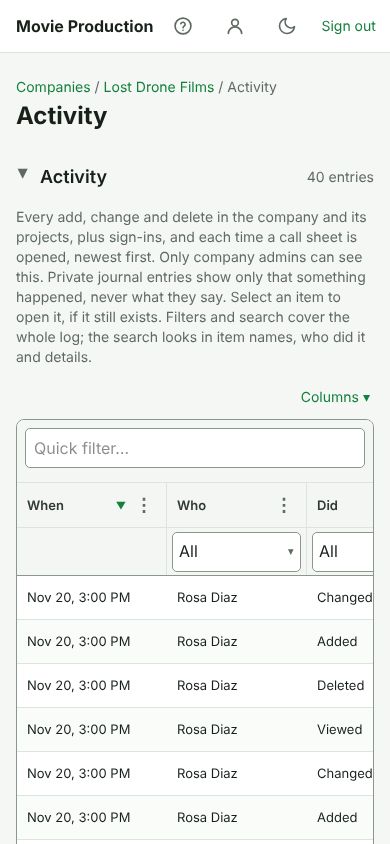 Movie Production Sign out
Companies / Lost Drone Films / Activity
Activity
▼ Activity 40 entries
Every add, change and delete in the company and its
projects, plus sign-ins, and each time a call sheet is
opened, newest first. Only company admins can see
this. Private journal entries show only that something
happened, never what they say. Select an item to
open it, if it still exists. Filters and search cover the
whole log; the search looks in item names, who did it
and details.
Columns ▾
Quick filter...
When ▼ ⋮ Who ⋮ Did
All ▾ All
Nov 20, 3:00 PM Rosa Diaz Changed
Nov 20, 3:00 PM Rosa Diaz Added
Nov 20, 3:00 PM Rosa Diaz Deleted
Nov 20, 3:00 PM Rosa Diaz Viewed
Nov 20, 3:00 PM Rosa Diaz Changed
Nov 20, 3:00 PM Rosa Diaz Added